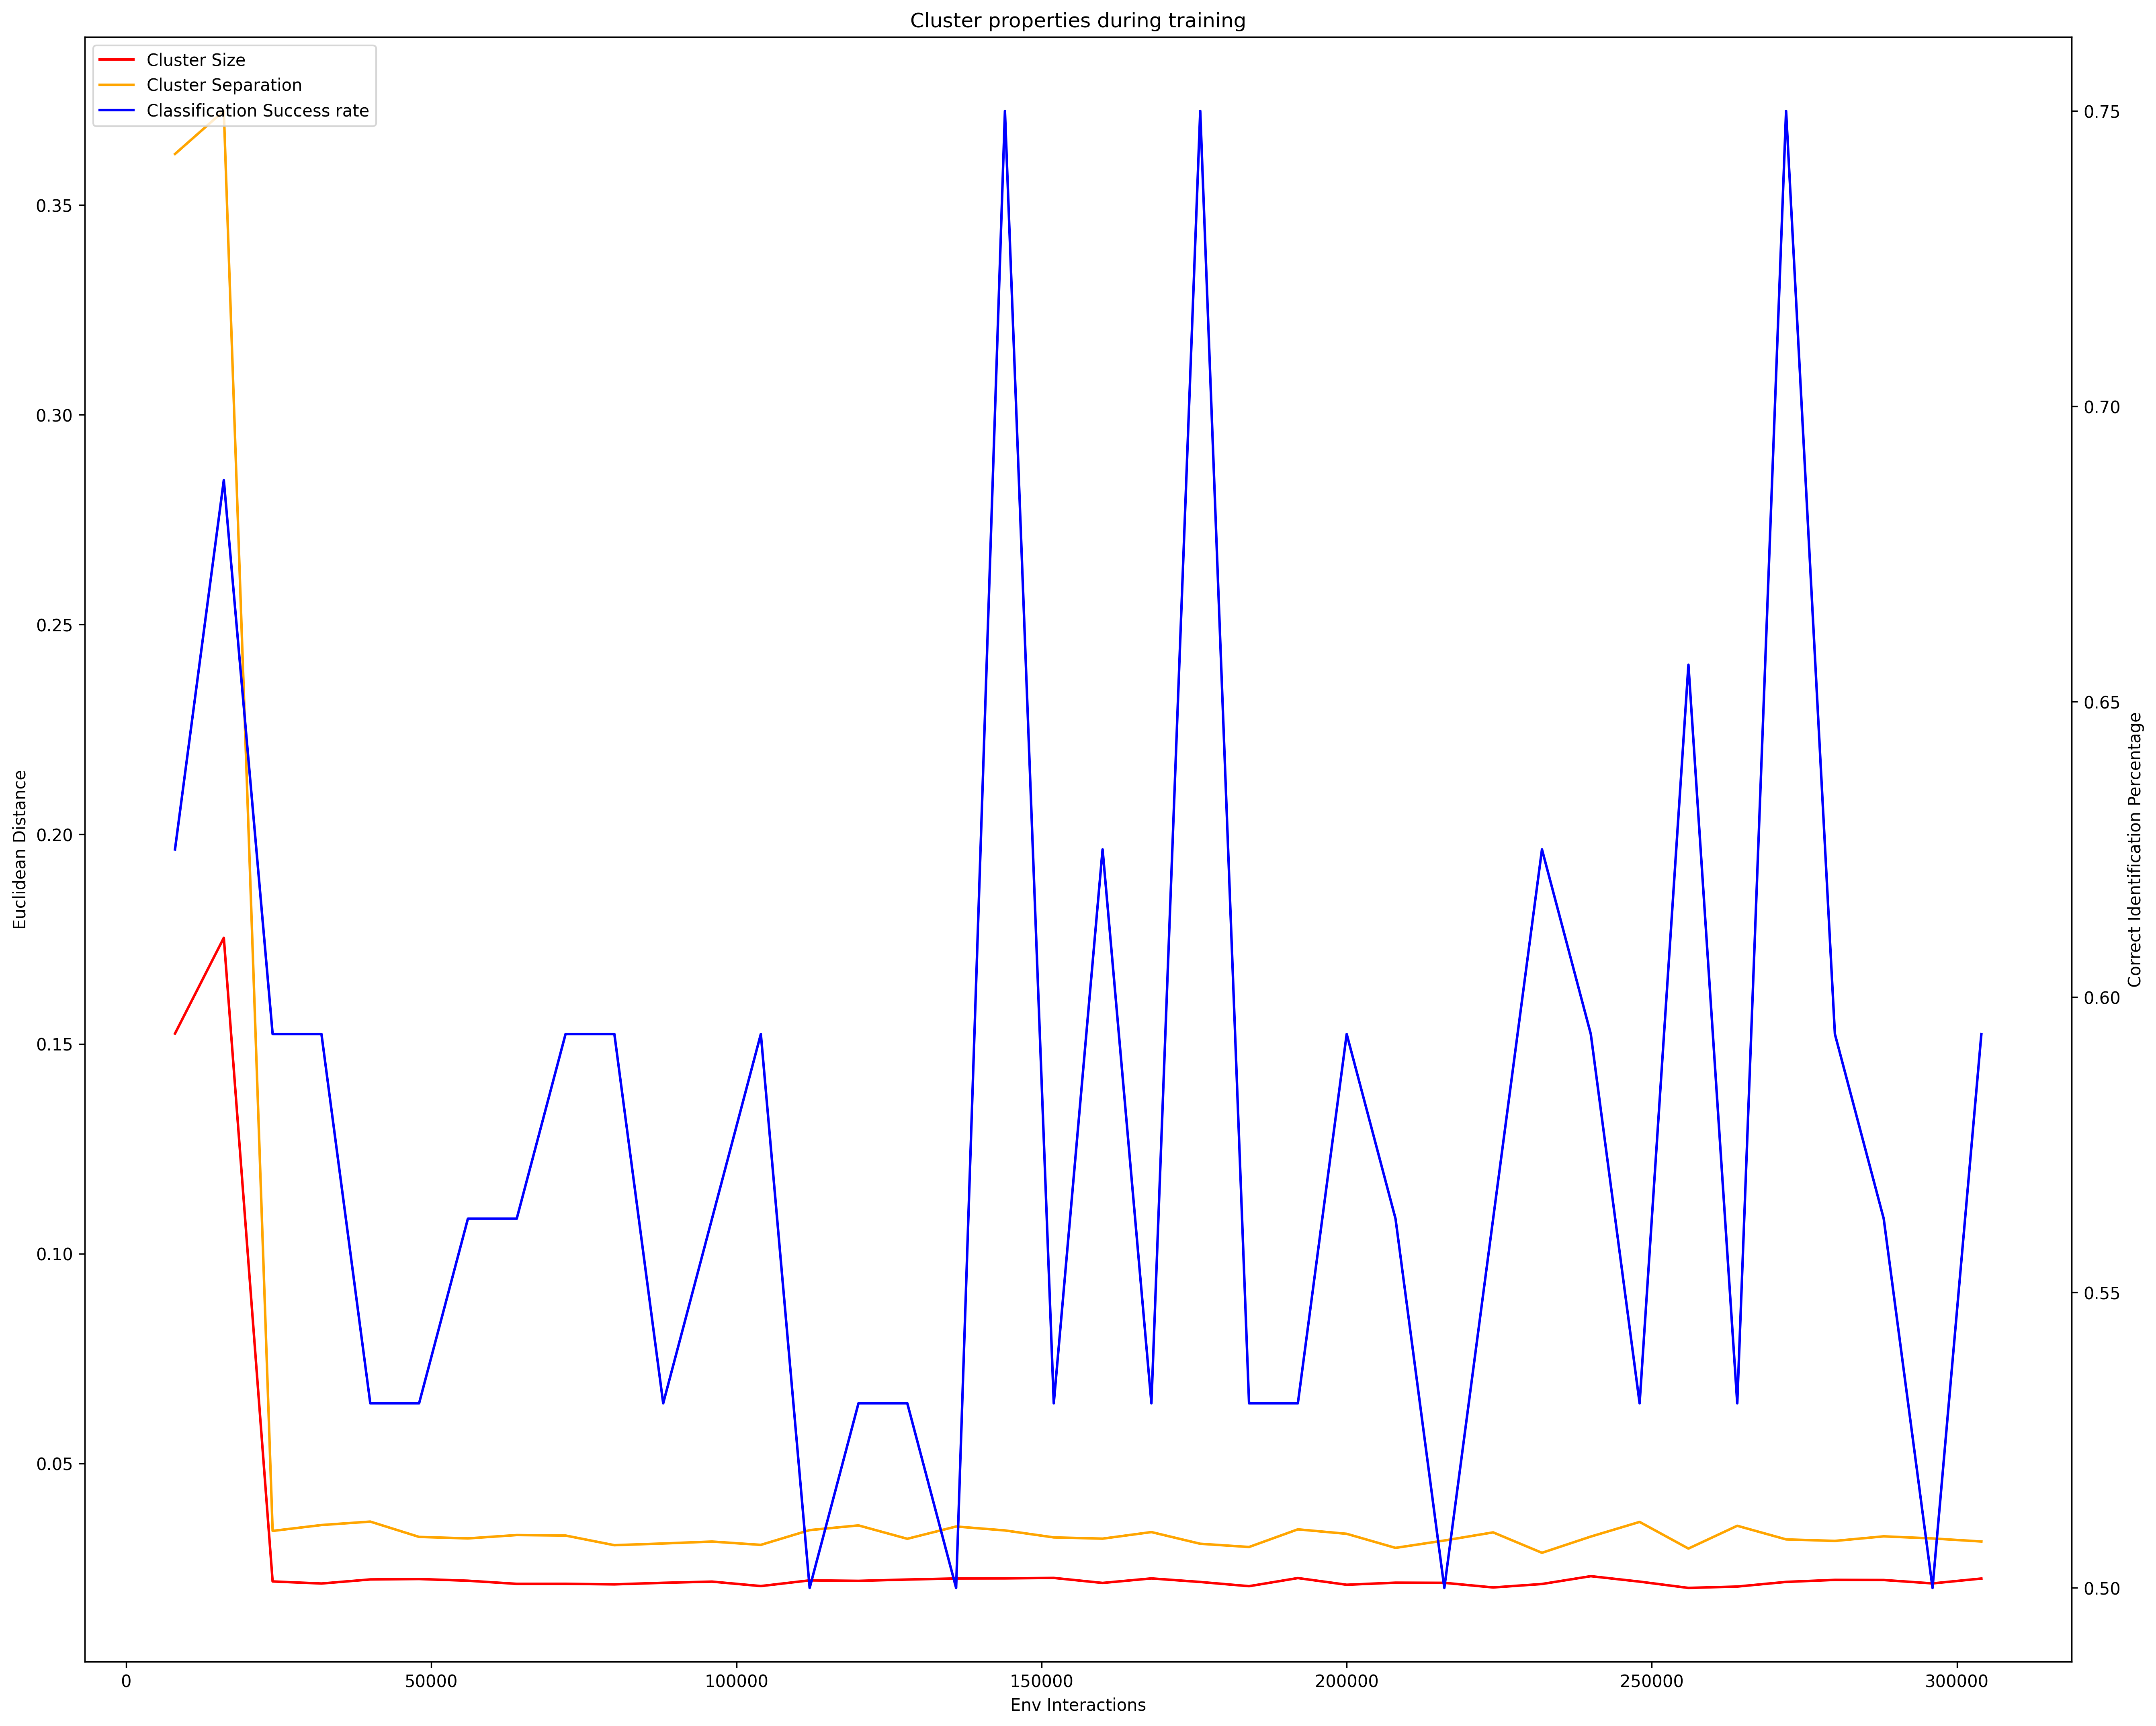 Cluster properties during training
Cluster Size
Cluster Separation
Classification Success rate
0.35
0.30
0.25
0.20
0.15
0.10
0.05
Euclidean Distance
0.75
0.70
0.65
0.60
0.55
0.50
Correct Identification Percentage
0
50000
100000
150000
200000
250000
300000
Env Interactions